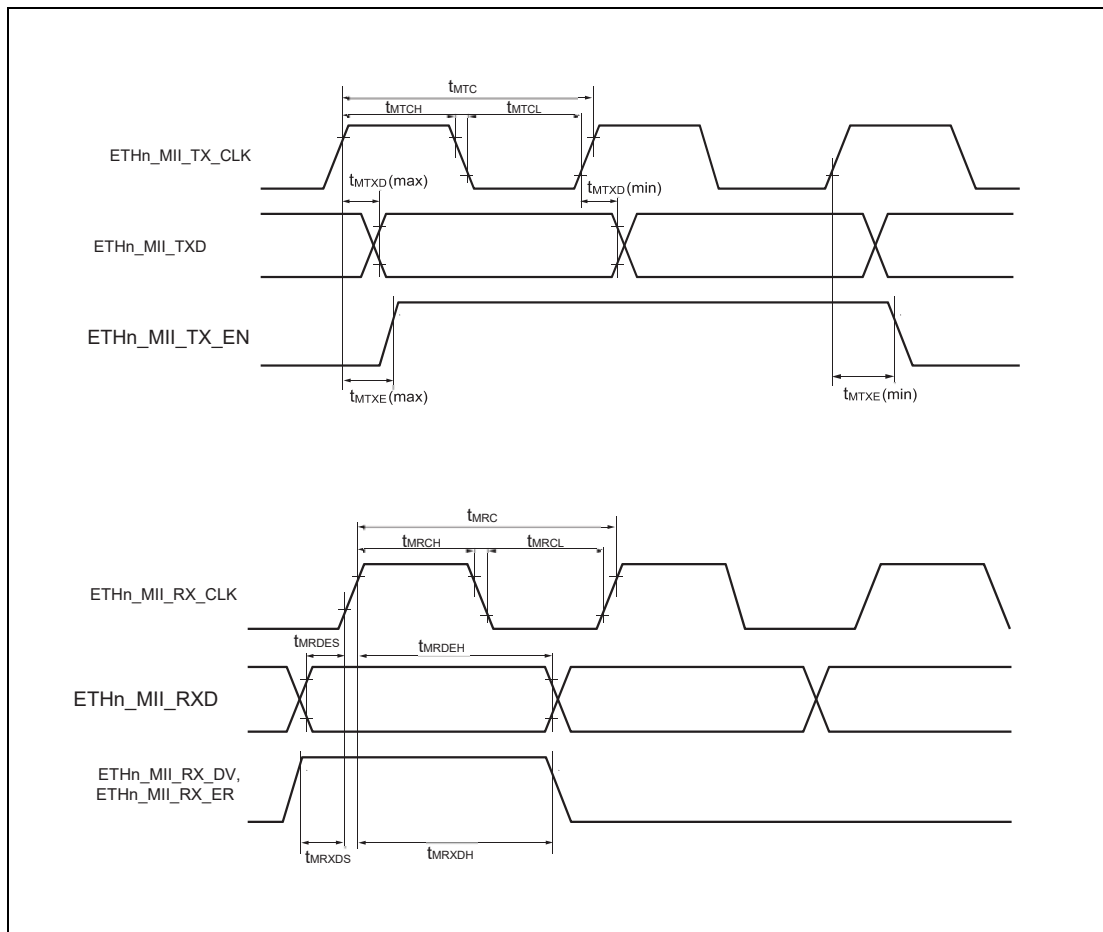 tMTC
tMTCH
tMTCL
ETHn_MII_TX_CLK
tMTXD(max)
tMTXD(min)
ETHn_MII_TXD
ETHn_MII_TX_EN
tMTXE(max)
tMTXE(min)
tMRC
tMRCH
tMRCL
ETHn_MII_RX_CLK
tMRDES
tMRDEH
ETHn_MII_RXD
ETHn_MII_RX_DV,
ETHn_MII_RX_ER
tMRXDS
tMRXDH